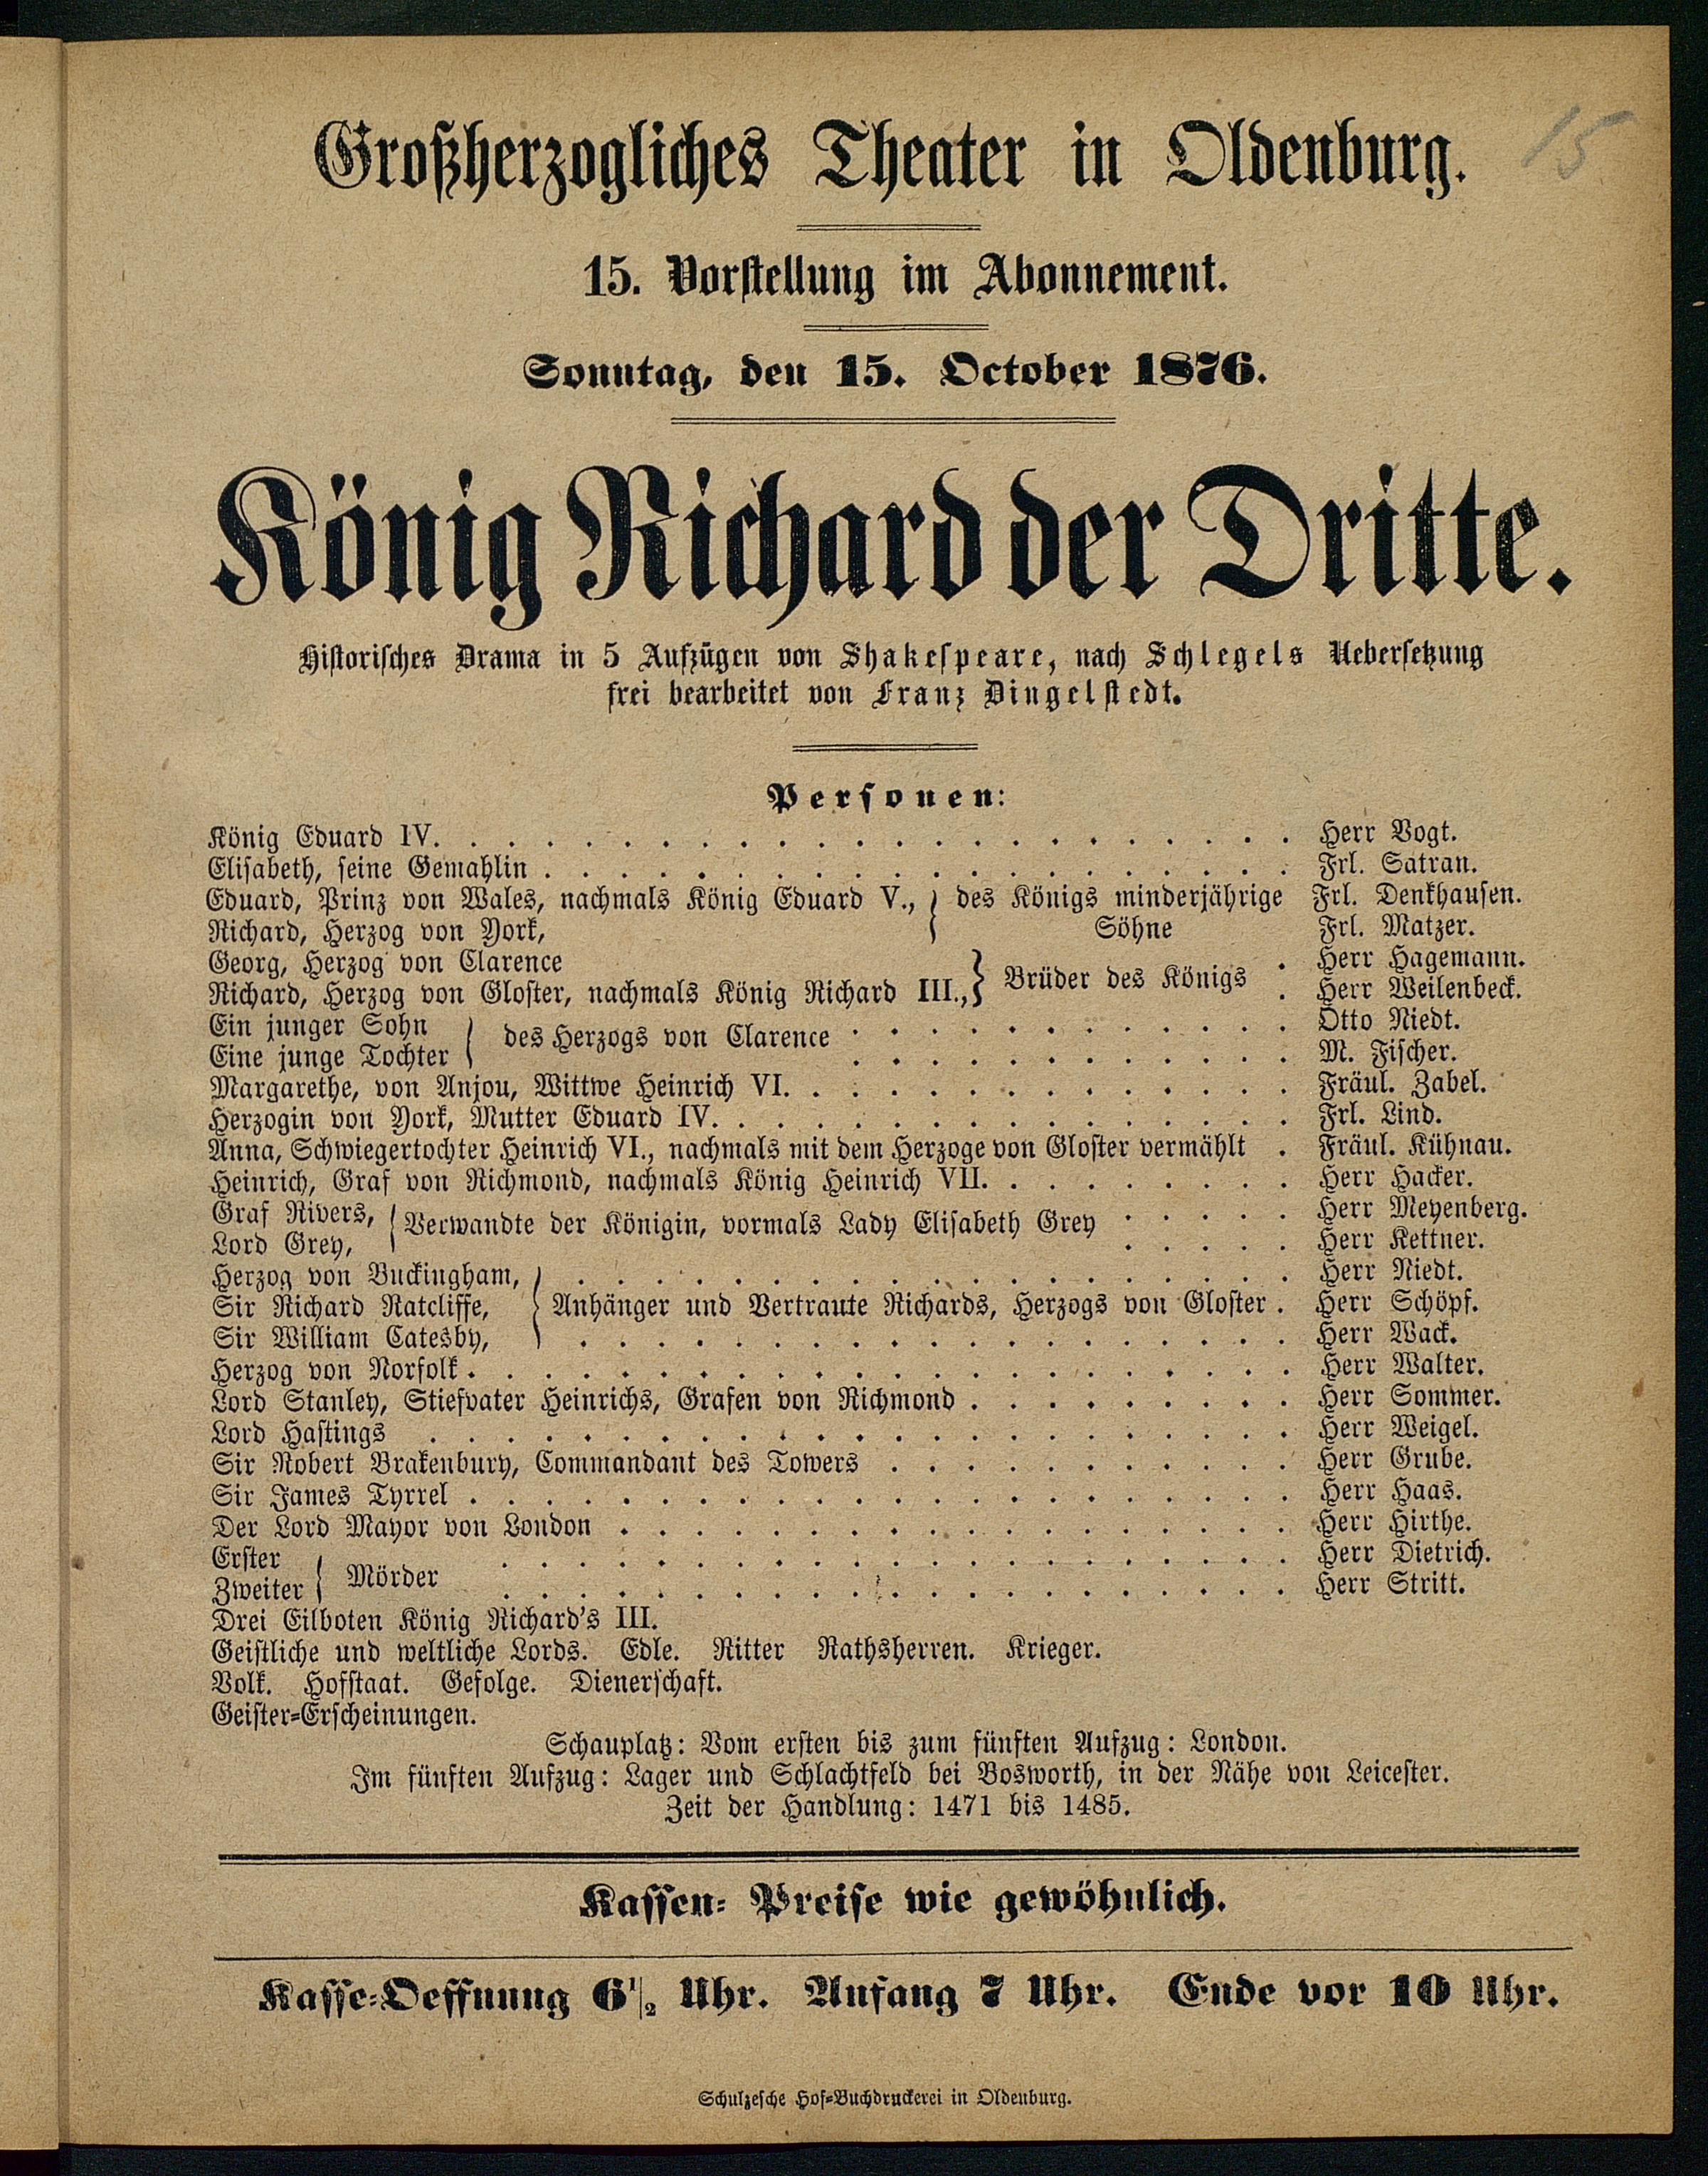 15
Großherzogliches Theater in Oldenburg.
15. Vorstellung im Abonnement.
Sonntag, den 15. October 1876.
König Richard der Dritte.
Historisches Drama in 5 Aufzügen von Shakespeare, nach Schlegels Uebersetzung
frei bearbeitet von Franz Dingelstedt.
Personen:
König Eduard IV. . . . . . . . . . . . . . . . . . . . . . . Herr Vogt.
Elisabeth, seine Gemahlin . . . . . . . . . . . . . . . . . . . . Frl. Satran.
Eduard, Prinz von Wales, nachmals König Eduard V., } des Königs minderjährige Frl. Denkhausen.
Richard, Herzog von York, } Söhne Frl. Matzer.
Georg, Herzog von Clarence } Brüder des Königs . Herr Hagemann.
Richard, Herzog von Gloster, nachmals König Richard III., } . Herr Weilenbeck.
Ein junger Sohn } des Herzogs von Clarence . . . . . . . . . . . . Otto Niedt.
Eine junge Tochter } . . . . . . . . . . . . M. Fischer.
Margarethe, von Anjou, Wittwe Heinrich VI. . . . . . . . . . . . . . Fräul. Zabel.
Herzogin von York, Mutter Eduard IV. . . . . . . . . . . . . . . . Frl. Lind.
Anna, Schwiegertochter Heinrich VI., nachmals mit dem Herzoge von Gloster vermählt . Fräul. Kühnau.
Heinrich, Graf von Richmond, nachmals König Heinrich VII. . . . . . . . . Herr Hacker.
Graf Rivers, } Verwandte der Königin, vormals Lady Elisabeth Grey . . . . . Herr Meyenberg.
Lord Grey, } . . . . . Herr Kettner.
Herzog von Buckingham, } . . . . . . . . . . . . . . . . . . . Herr Niedt.
Sir Richard Ratcliffe, } Anhänger und Vertraute Richards, Herzogs von Gloster . Herr Schöpf.
Sir William Catesby, } . . . . . . . . . . . . . . . . . . . Herr Wack.
Herzog von Norfolk . . . . . . . . . . . . . . . . . . . . . . Herr Walter.
Lord Stanley, Stiefvater Heinrichs, Grafen von Richmond . . . . . . . . . Herr Sommer.
Lord Hastings . . . . . . . . . . . . . . . . . . . . . . . Herr Weigel.
Sir Robert Brakenbury, Commandant des Towers . . . . . . . . . . . Herr Grube.
Sir James Tyrrel . . . . . . . . . . . . . . . . . . . . . . Herr Haas.
Der Lord Mayor von London . . . . . . . . . . . . . . . . . . Herr Hirthe.
Erster } Mörder . . . . . . . . . . . . . . . . . . . . . Herr Dietrich.
Zweiter } . . . . . . . . . . . . . . . . . . . . . Herr Stritt.
Drei Eilboten König Richard's III.
Geistliche und weltliche Lords. Edle. Ritter Rathsherren. Krieger.
Volk. Hofstaat. Gefolge. Dienerschaft.
Geister-Erscheinungen.
Schauplatz: Vom ersten bis zum fünften Aufzug: London.
Im fünften Aufzug: Lager und Schlachtfeld bei Bosworth, in der Nähe von Leicester.
Zeit der Handlung: 1471 bis 1485.
Kassen-Preise wie gewöhnlich.
Kasse-Oeffnung 6 1/2 Uhr. Anfang 7 Uhr. Ende vor 10 Uhr.
Schulzesche Hof-Buchdruckerei in Oldenburg.